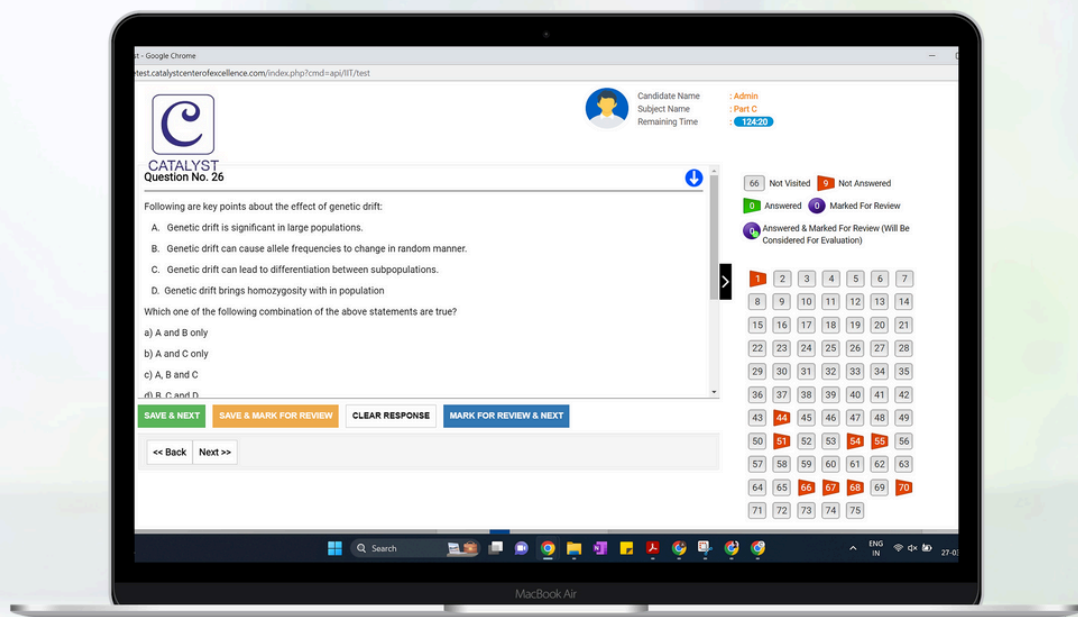 st - Google Chrome
etest.catalystcenterofexcellence.com/index.php?cmd=api/IIT/test
CATALYST
Candidate Name : Admin
Subject Name : Part C
Remaining Time : 124:20
Question No. 26
Following are key points about the effect of genetic drift:
A. Genetic drift is significant in large populations.
B. Genetic drift can cause allele frequencies to change in random manner.
C. Genetic drift can lead to differentiation between subpopulations.
D. Genetic drift brings homozygosity with in population
Which one of the following combination of the above statements are true?
a) A and B only
b) A and C only
c) A, B and C
d) B, C and D
SAVE & NEXT SAVE & MARK FOR REVIEW CLEAR RESPONSE MARK FOR REVIEW & NEXT
<< Back Next >>
66 Not Visited 9 Not Answered
0 Answered 0 Marked For Review
0 Answered & Marked For Review (Will Be
Considered For Evaluation)
1 2 3 4 5 6 7
8 9 10 11 12 13 14
15 16 17 18 19 20 21
22 23 24 25 26 27 28
29 30 31 32 33 34 35
36 37 38 39 40 41 42
43 44 45 46 47 48 49
50 51 52 53 54 55 56
57 58 59 60 61 62 63
64 65 66 67 68 69 70
71 72 73 74 75
Search
ENG
IN
27-03
MacBook Air